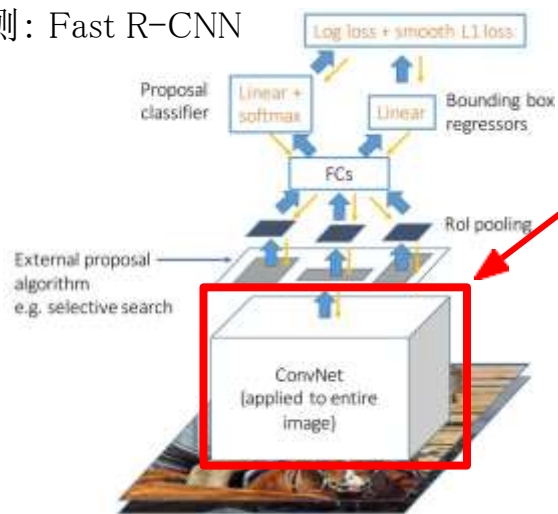 测: Fast R-CNN
Log loss + smooth L1 loss
Proposal
classifier
Linear +
softmax
Linear
Bounding box
regressors
FCs
RoI pooling
External proposal
algorithm
e.g. selective search
ConvNet
(applied to entire
image)